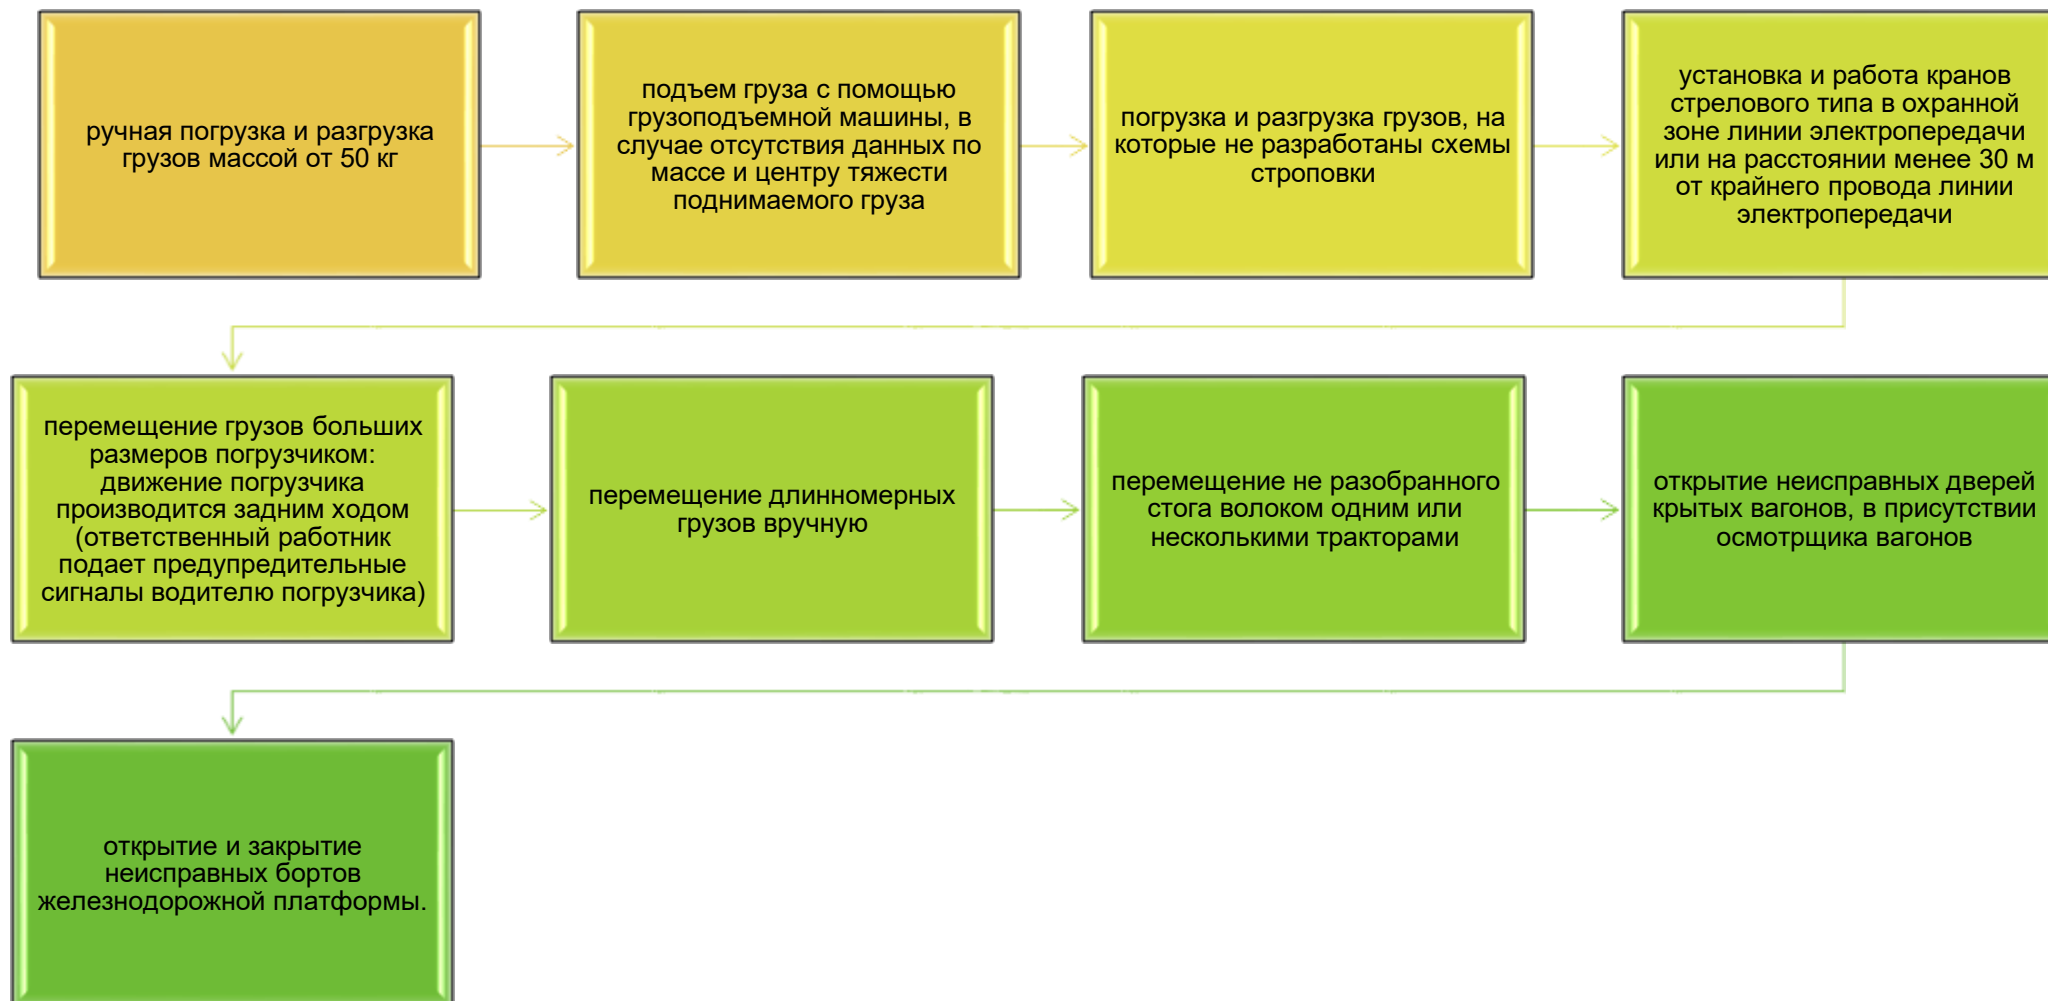 ручная погрузка и разгрузка
грузов массой от 50 кг
подъем груза с помощью
грузоподъемной машины, в
случае отсутствия данных по
массе и центру тяжести
поднимаемого груза
погрузка и разгрузка грузов, на
которые не разработаны схемы
строповки
установка и работа кранов
стрелового типа в охранной
зоне линии электропередачи
или на расстоянии менее 30 м
от крайнего провода линии
электропередачи
перемещение грузов больших
размеров погрузчиком:
движение погрузчика
производится задним ходом
(ответственный работник
подает предупредительные
сигналы водителю погрузчика)
перемещение длинномерных
грузов вручную
перемещение не разобранного
стога волоком одним или
несколькими тракторами
открытие неисправных дверей
крытых вагонов, в присутствии
осмотрщика вагонов
открытие и закрытие
неисправных бортов
железнодорожной платформы.